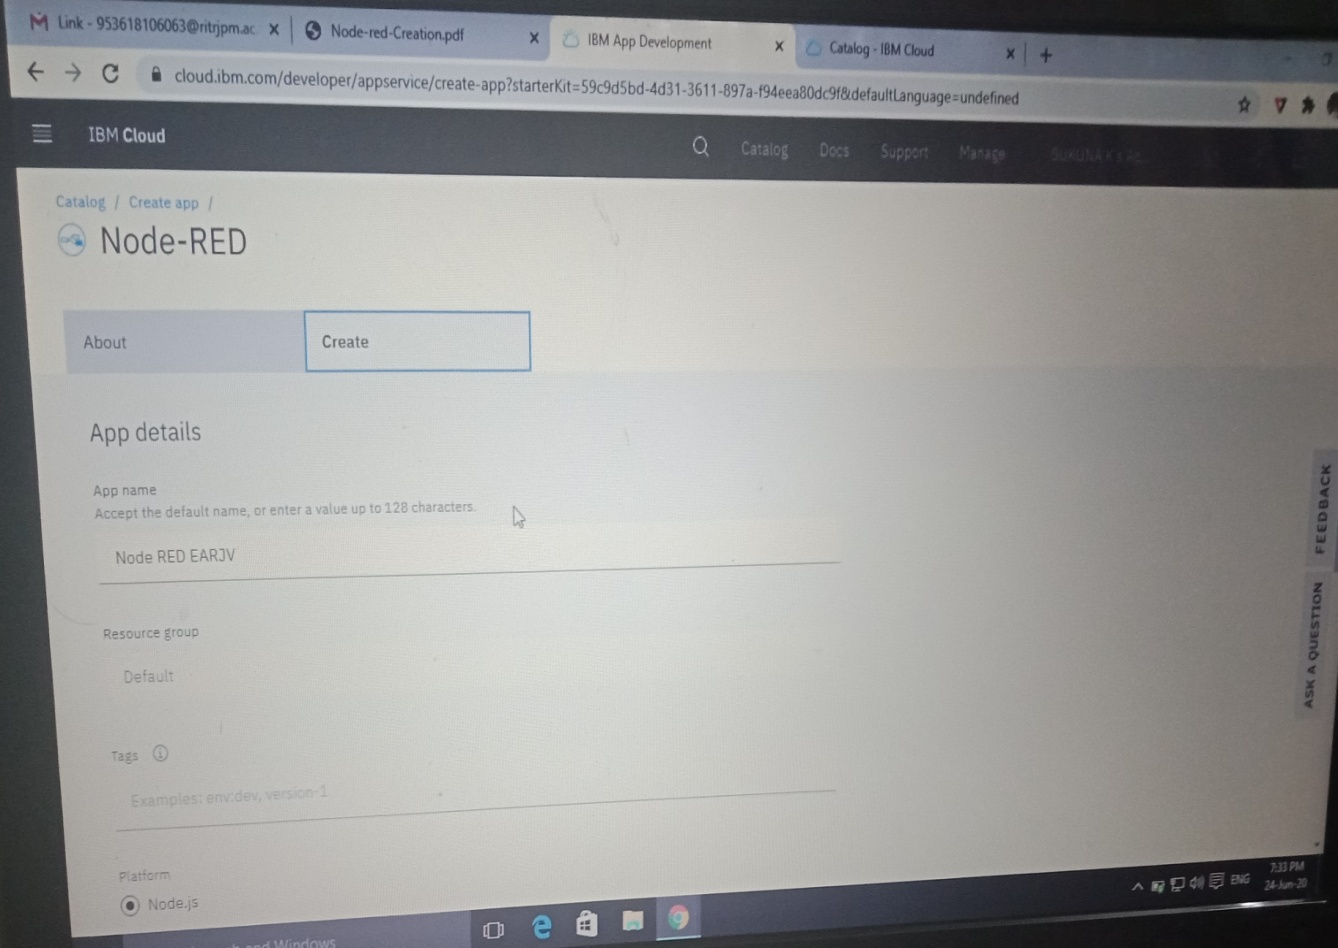 Link - 953618106063@ritrjpm.ac
Node-red-Creation.pdf
IBM App Development
Catalog - IBM Cloud
cloud.ibm.com/developer/appservice/create-app?starterKit=59c9d5bd-4d31-3611-897a-f94eea80dc9f&defaultLanguage=undefined
IBM Cloud
Catalog Docs Support Manage
Catalog / Create app /
Node-RED
About
Create
App details
App name
Accept the default name, or enter a value up to 128 characters.
Node RED EARJV
Resource group
Default
Tags
Examples: env:dev, version-1
Platform
Node.js
FEEDBACK
ASK A QUESTION
and Windows
ENG
7:33 PM
24-Jun-20